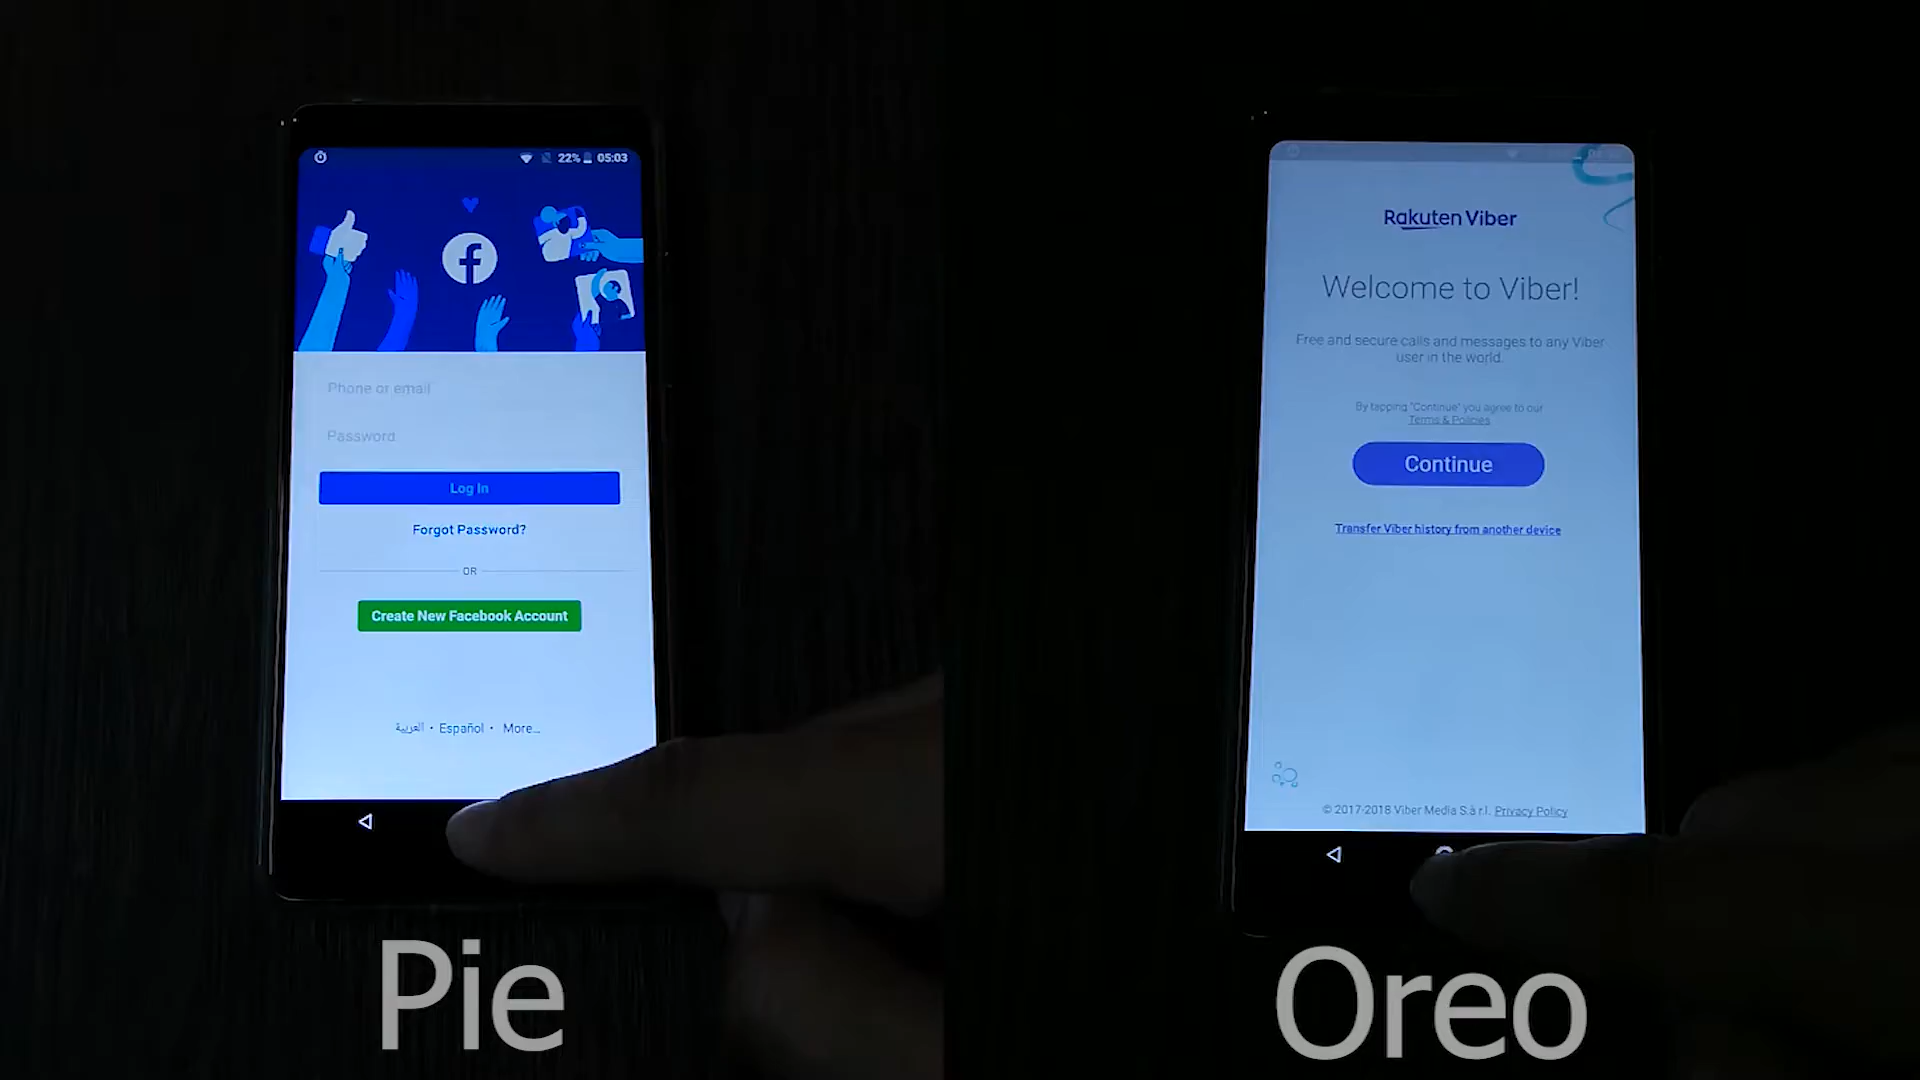 22% 05:03
Phone or email
Password
Log In
Forgot Password?
OR
Create New Facebook Account
العربية • Español • More...
Pie
Rakuten Viber
Welcome to Viber!
Free and secure calls and messages to any Viber
user in the world.
By tapping "Continue" you agree to our
Terms & Policies
Continue
Transfer Viber history from another device
© 2017-2018 Viber Media S.à r.l. Privacy Policy
Oreo